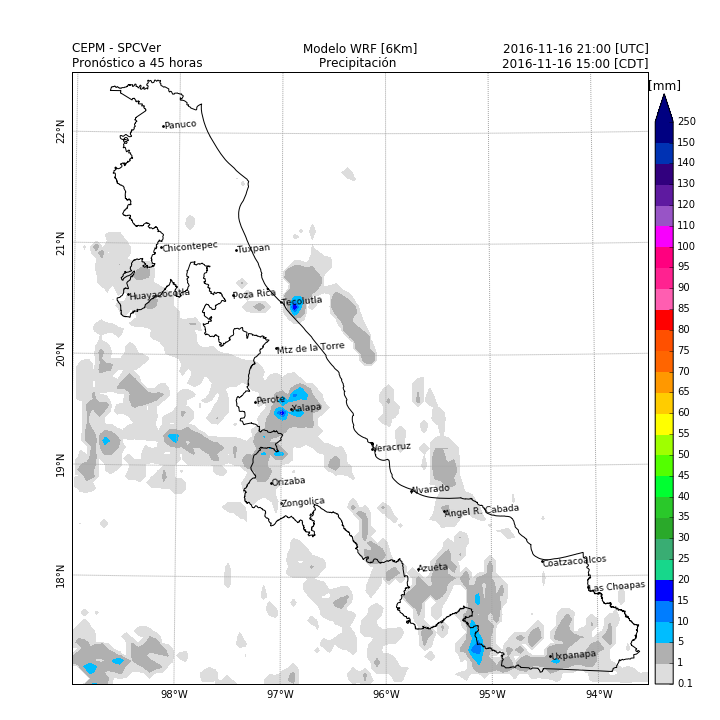 CEPM - SPCVer
Modelo WRF [6Km]
2016-11-16 21:00 [UTC]
Pronóstico a 45 horas
Precipitación
2016-11-16 15:00 [CDT]
[mm]
250
150
140
130
120
110
100
95
90
85
80
75
70
65
60
55
50
45
40
35
30
25
20
15
10
5
1
0.1
22°N
21°N
20°N
19°N
18°N
Panuco
Chicontepec
Tuxpan
Huayacocotla
Poza Rica
Tecolutla
Mtz de la Torre
Perote
Xalapa
Veracruz
Orizaba
Alvarado
Zongolica
Angel R. Cabada
Azueta
Coatzacoalcos
Las Choapas
Uxpanapa
98°W
97°W
96°W
95°W
94°W